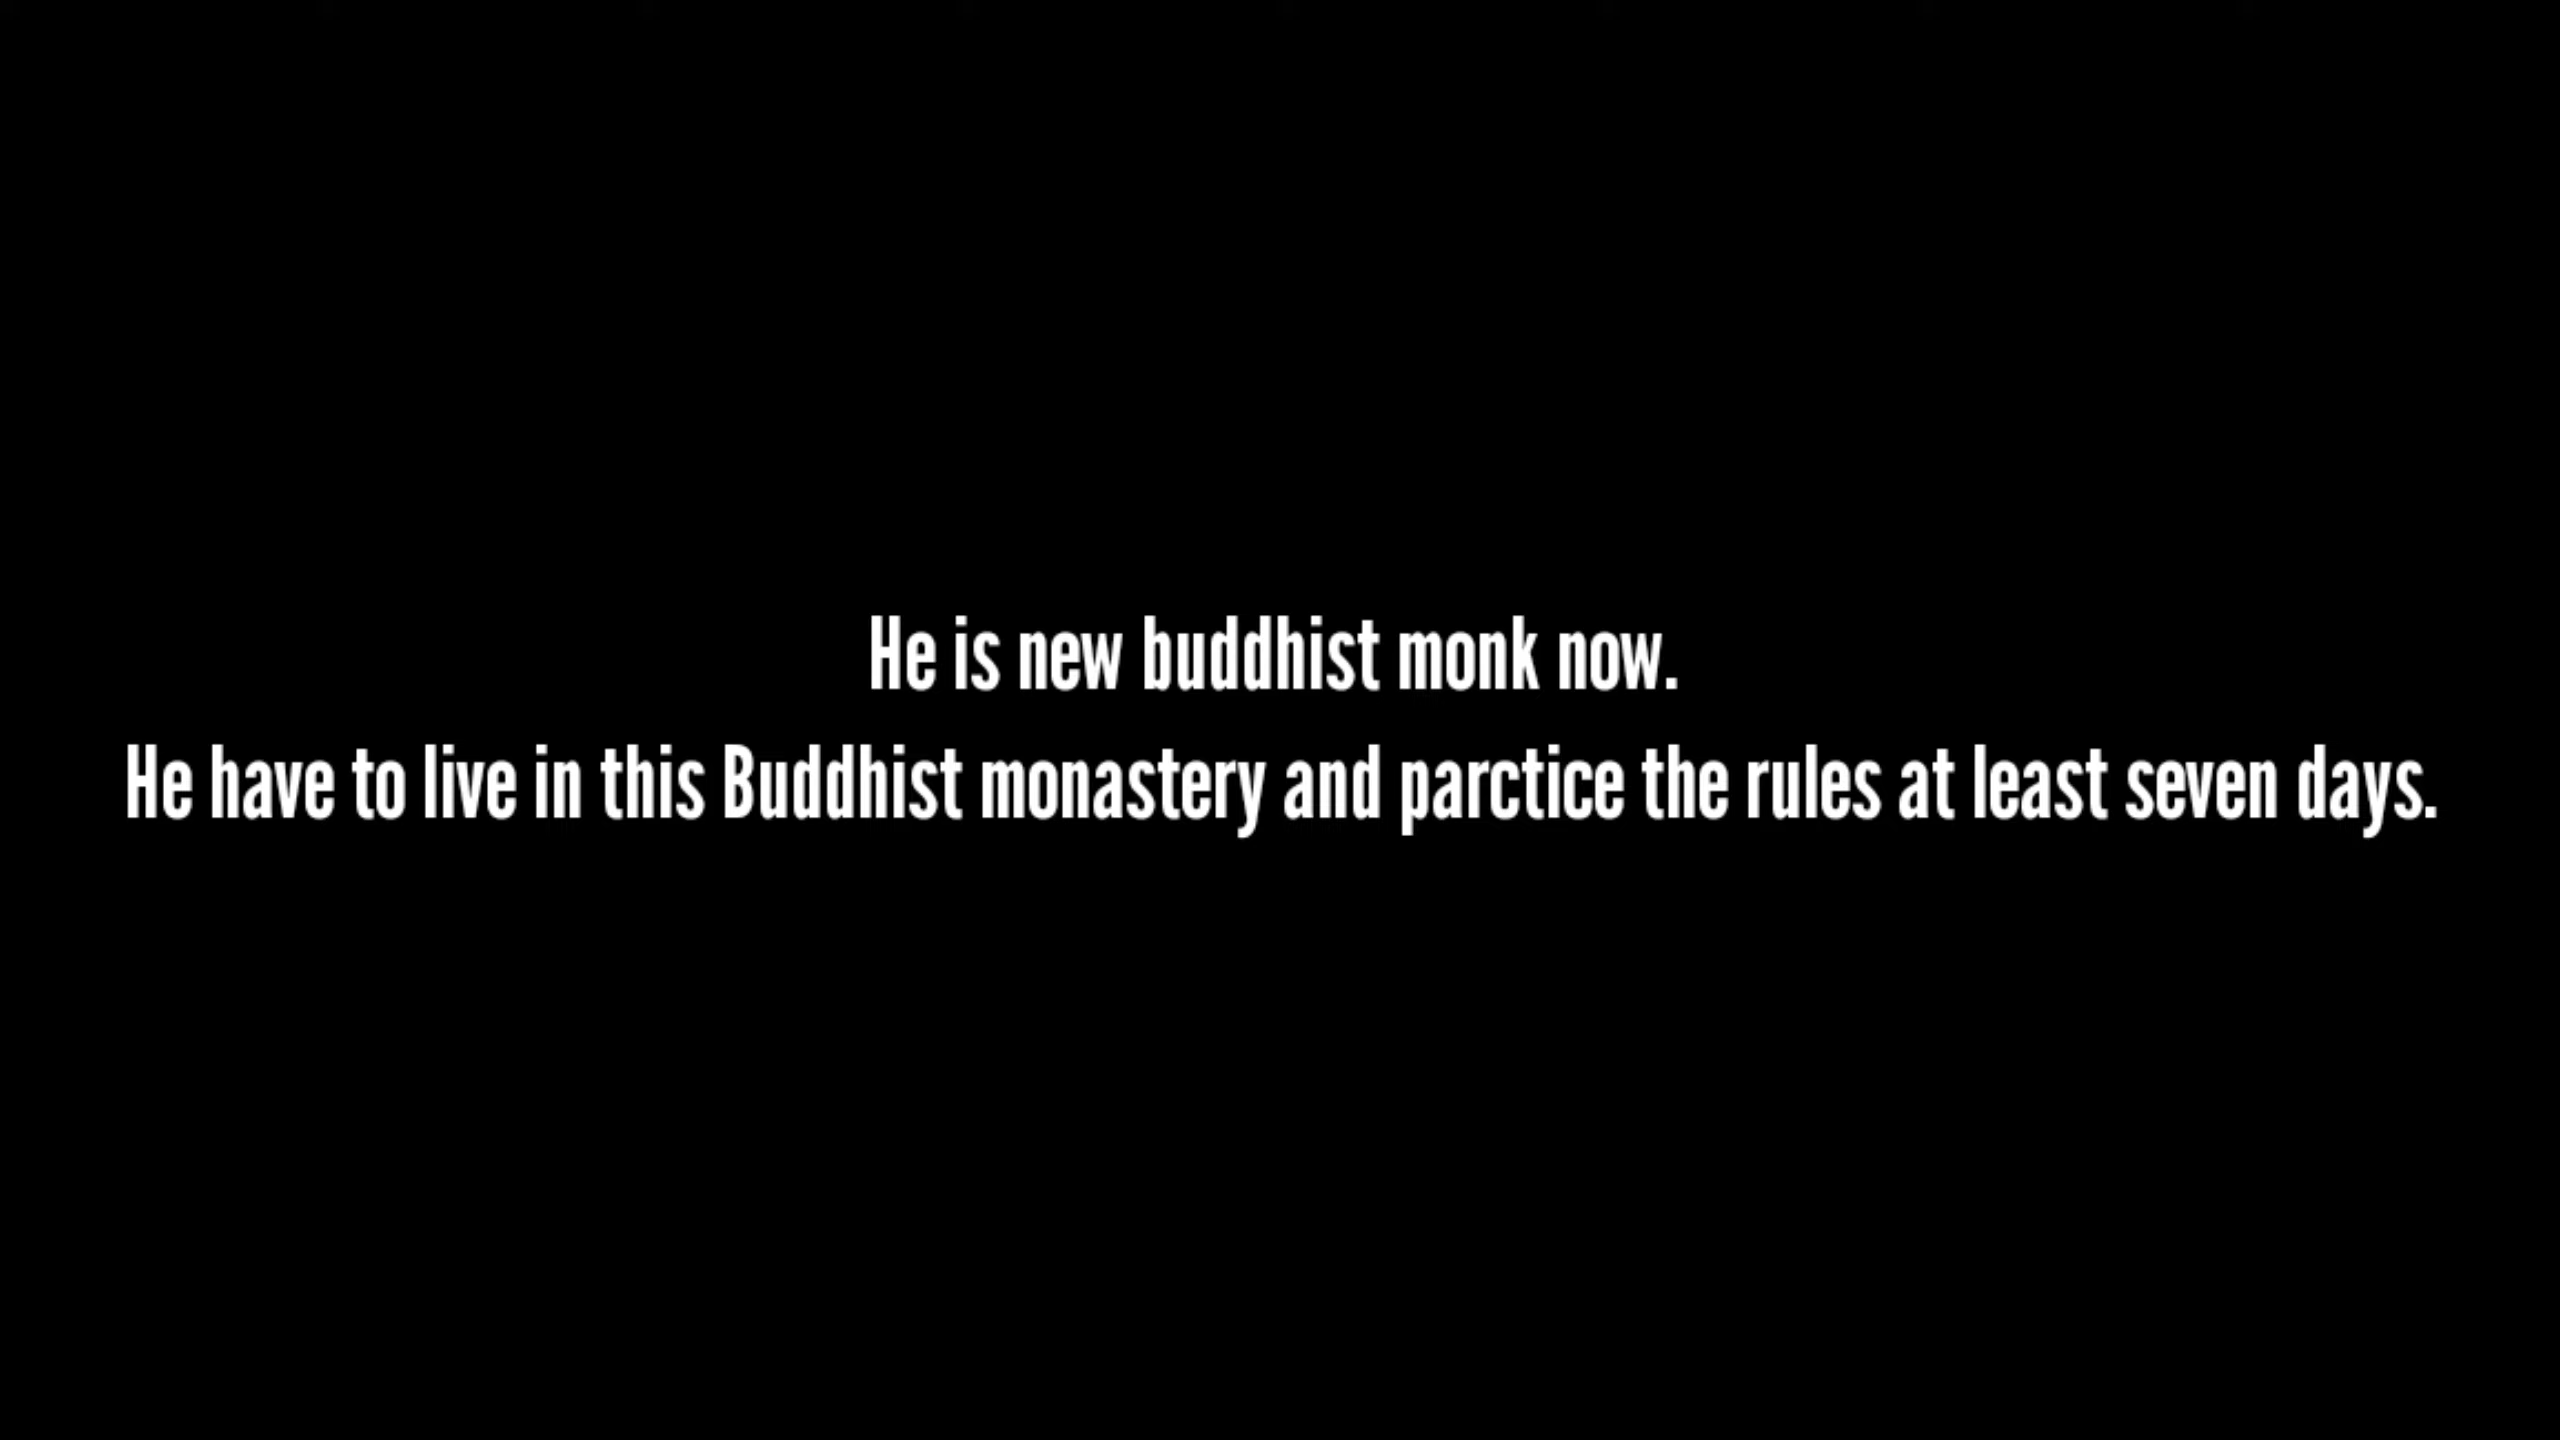 He is new buddhist monk now.
He have to live in this Buddhist monastery and parctice the rules at least seven days.